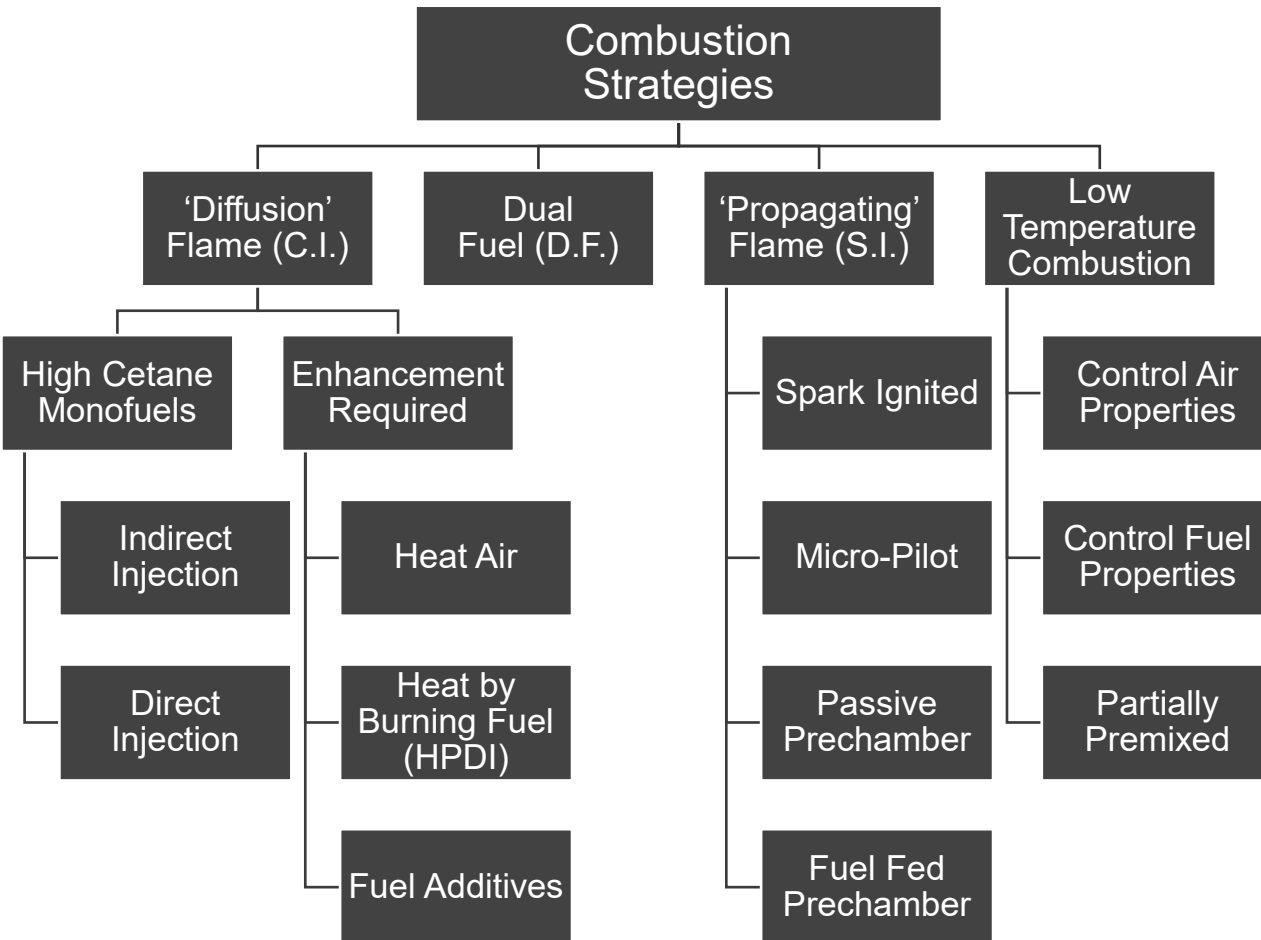 Combustion
Strategies
‘Diffusion’
Flame (C.I.)
Dual
Fuel (D.F.)
‘Propagating’
Flame (S.I.)
Low
Temperature
Combustion
High Cetane
Monofuels
Enhancement
Required
Spark Ignited
Control Air
Properties
Indirect
Injection
Heat Air
Micro-Pilot
Control Fuel
Properties
Direct
Injection
Heat by
Burning Fuel
(HPDI)
Passive
Prechamber
Partially
Premixed
Fuel Additives
Fuel Fed
Prechamber